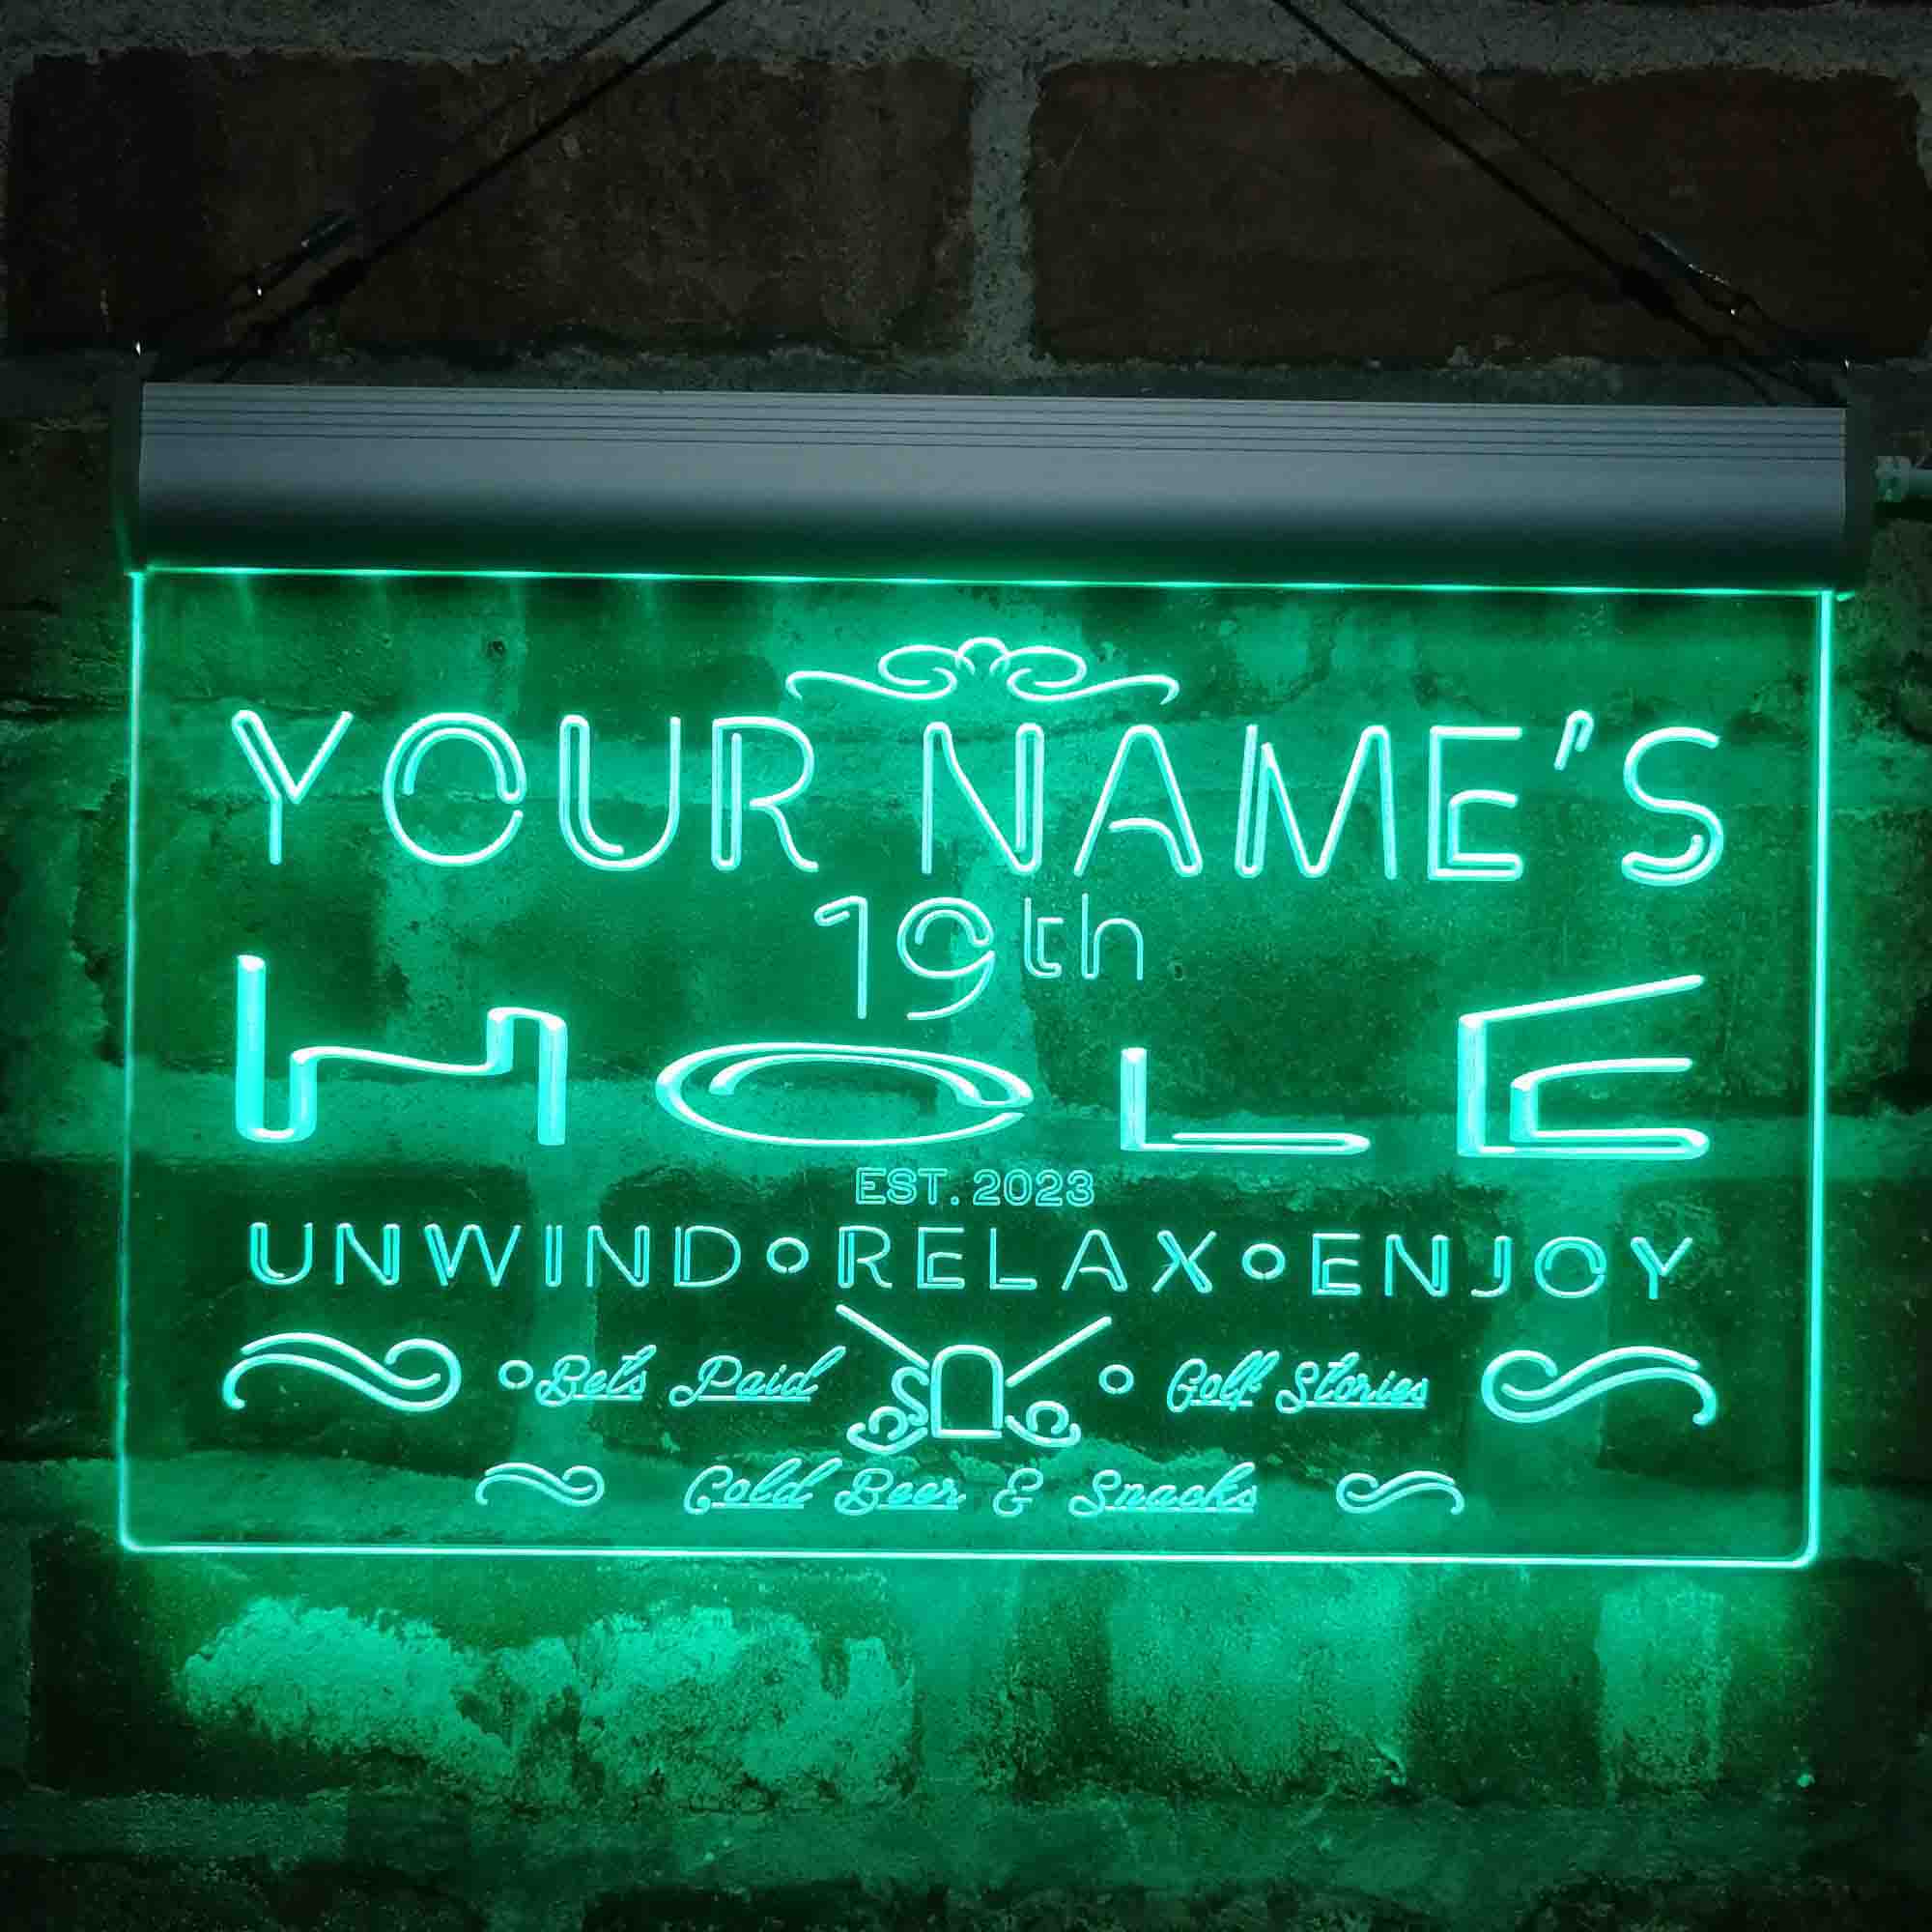 YOUR NAME'S
19th
HOLE
EST. 2023
UNWIND•RELAX•ENJOY
Bets Paid Golf Stories
Cold Beer & Snacks